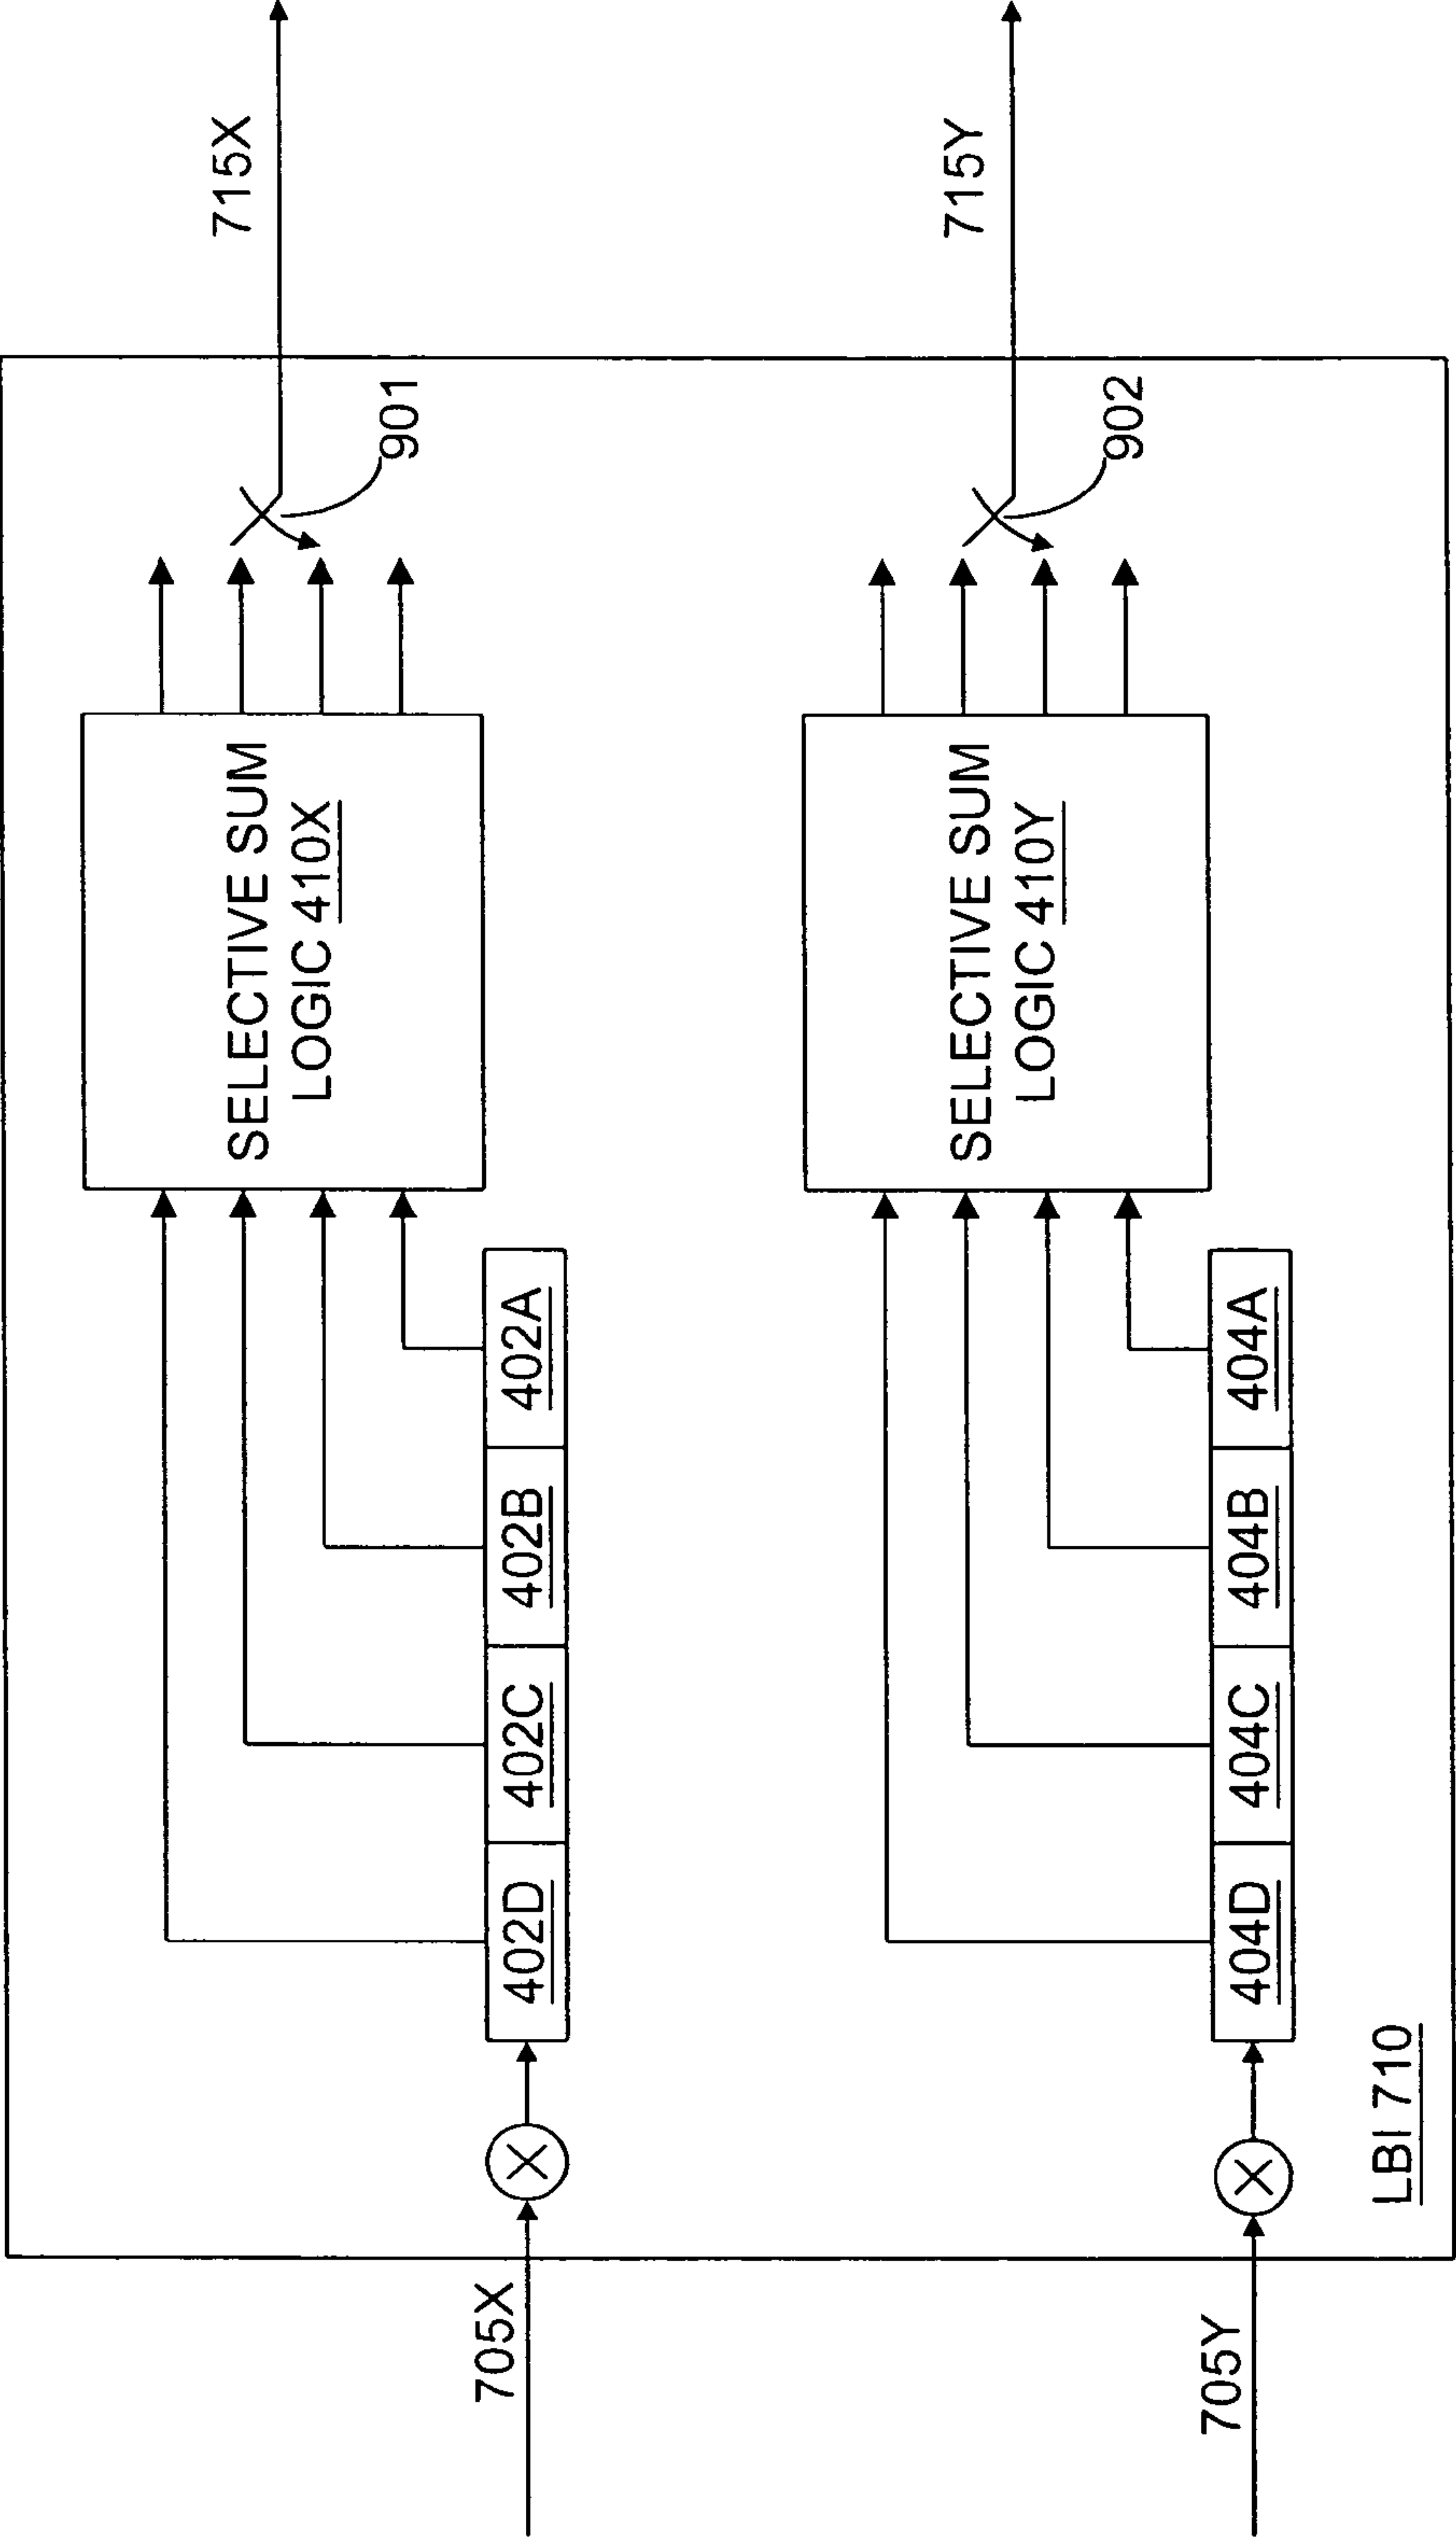 705X
402D
402C
402B
402A
SELECTIVE SUM
LOGIC 410X
901
715X
705Y
404D
404C
404B
404A
SELECTIVE SUM
LOGIC 410Y
902
715Y
LBI 710